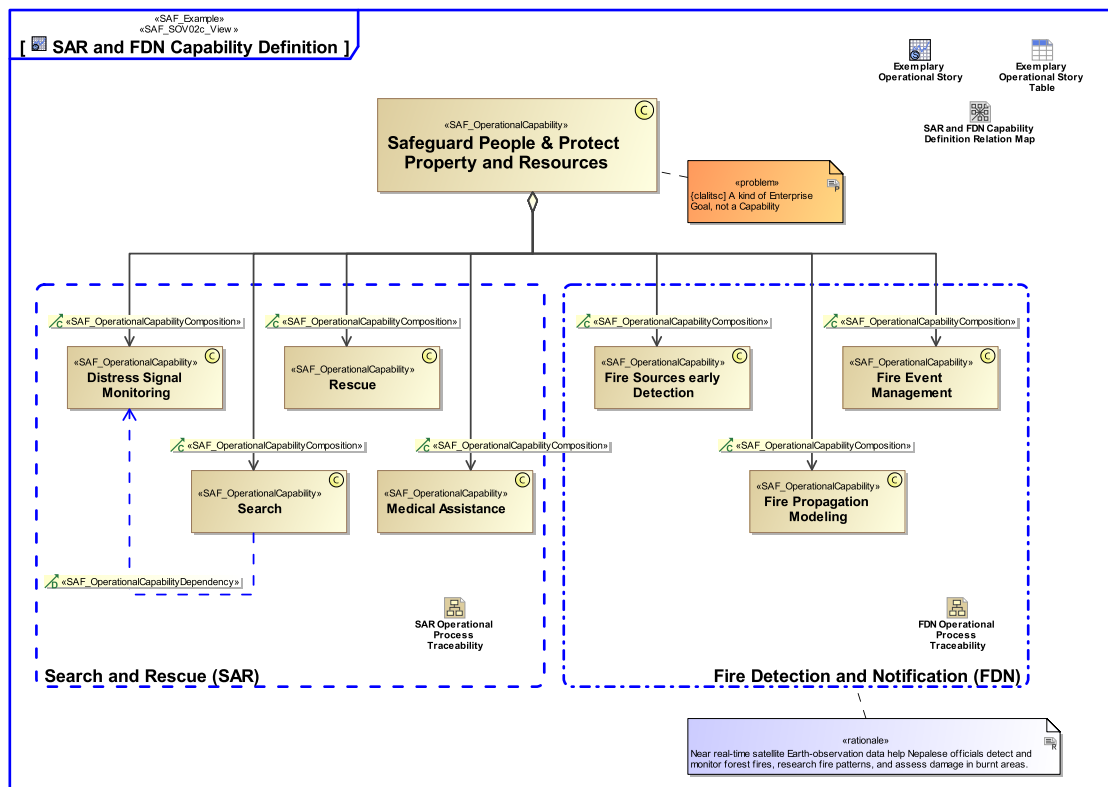 «SAF_Example»
«SAF_SOV02c_View »
[ SAR and FDN Capability Definition ]
Exemplary
Operational Story
Exemplary
Operational Story
Table
SAR and FDN Capability
Definition Relation Map
«SAF_OperationalCapability»
Safeguard People & Protect
Property and Resources
C
«problem»
{clalitsc] A kind of Enterprise
Goal, not a Capability
«SAF_OperationalCapabilityComposition»
«SAF_OperationalCapabilityComposition»
«SAF_OperationalCapabilityComposition»
«SAF_OperationalCapabilityComposition»
«SAF_OperationalCapability»
Distress Signal
Monitoring
C
«SAF_OperationalCapability»
Rescue
C
«SAF_OperationalCapability»
Fire Sources early
Detection
C
«SAF_OperationalCapability»
Fire Event
Management
C
«SAF_OperationalCapabilityComposition»
«SAF_OperationalCapabilityComposition»
«SAF_OperationalCapabilityComposition»
«SAF_OperationalCapability»
Search
C
«SAF_OperationalCapability»
Medical Assistance
C
«SAF_OperationalCapability»
Fire Propagation
Modeling
C
«SAF_OperationalCapabilityDependency»
SAR Operational
Process
Traceability
FDN Operational
Process
Traceability
Search and Rescue (SAR)
Fire Detection and Notification (FDN)
«rationale»
Near real-time satellite Earth-observation data help Nepalese officials detect and
monitor forest fires, research fire patterns, and assess damage in burnt areas.